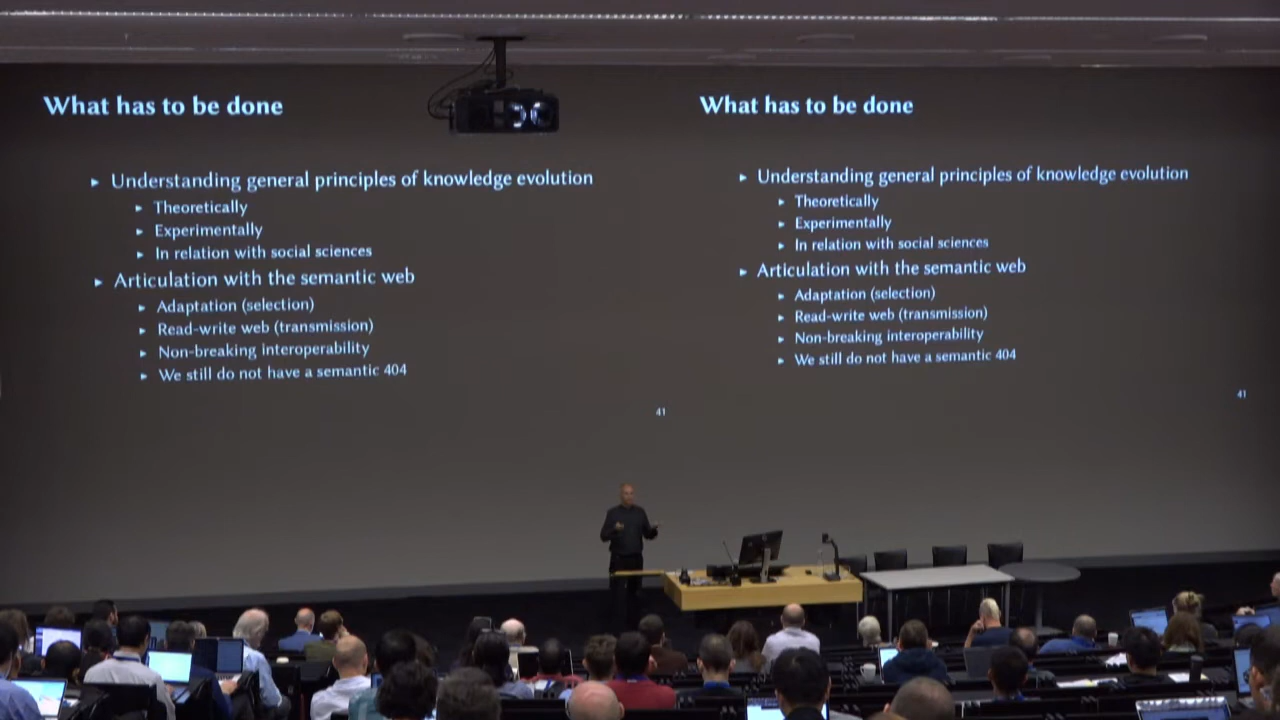 What has to be done
Understanding general principles of knowledge evolution
Theoretically
Experimentally
In relation with social sciences
Articulation with the semantic web
Adaptation (selection)
Read-write web (transmission)
Non-breaking interoperability
We still do not have a semantic 404
41
What has to be done
Understanding general principles of knowledge evolution
Theoretically
Experimentally
In relation with social sciences
Articulation with the semantic web
Adaptation (selection)
Read-write web (transmission)
Non-breaking interoperability
We still do not have a semantic 404
41